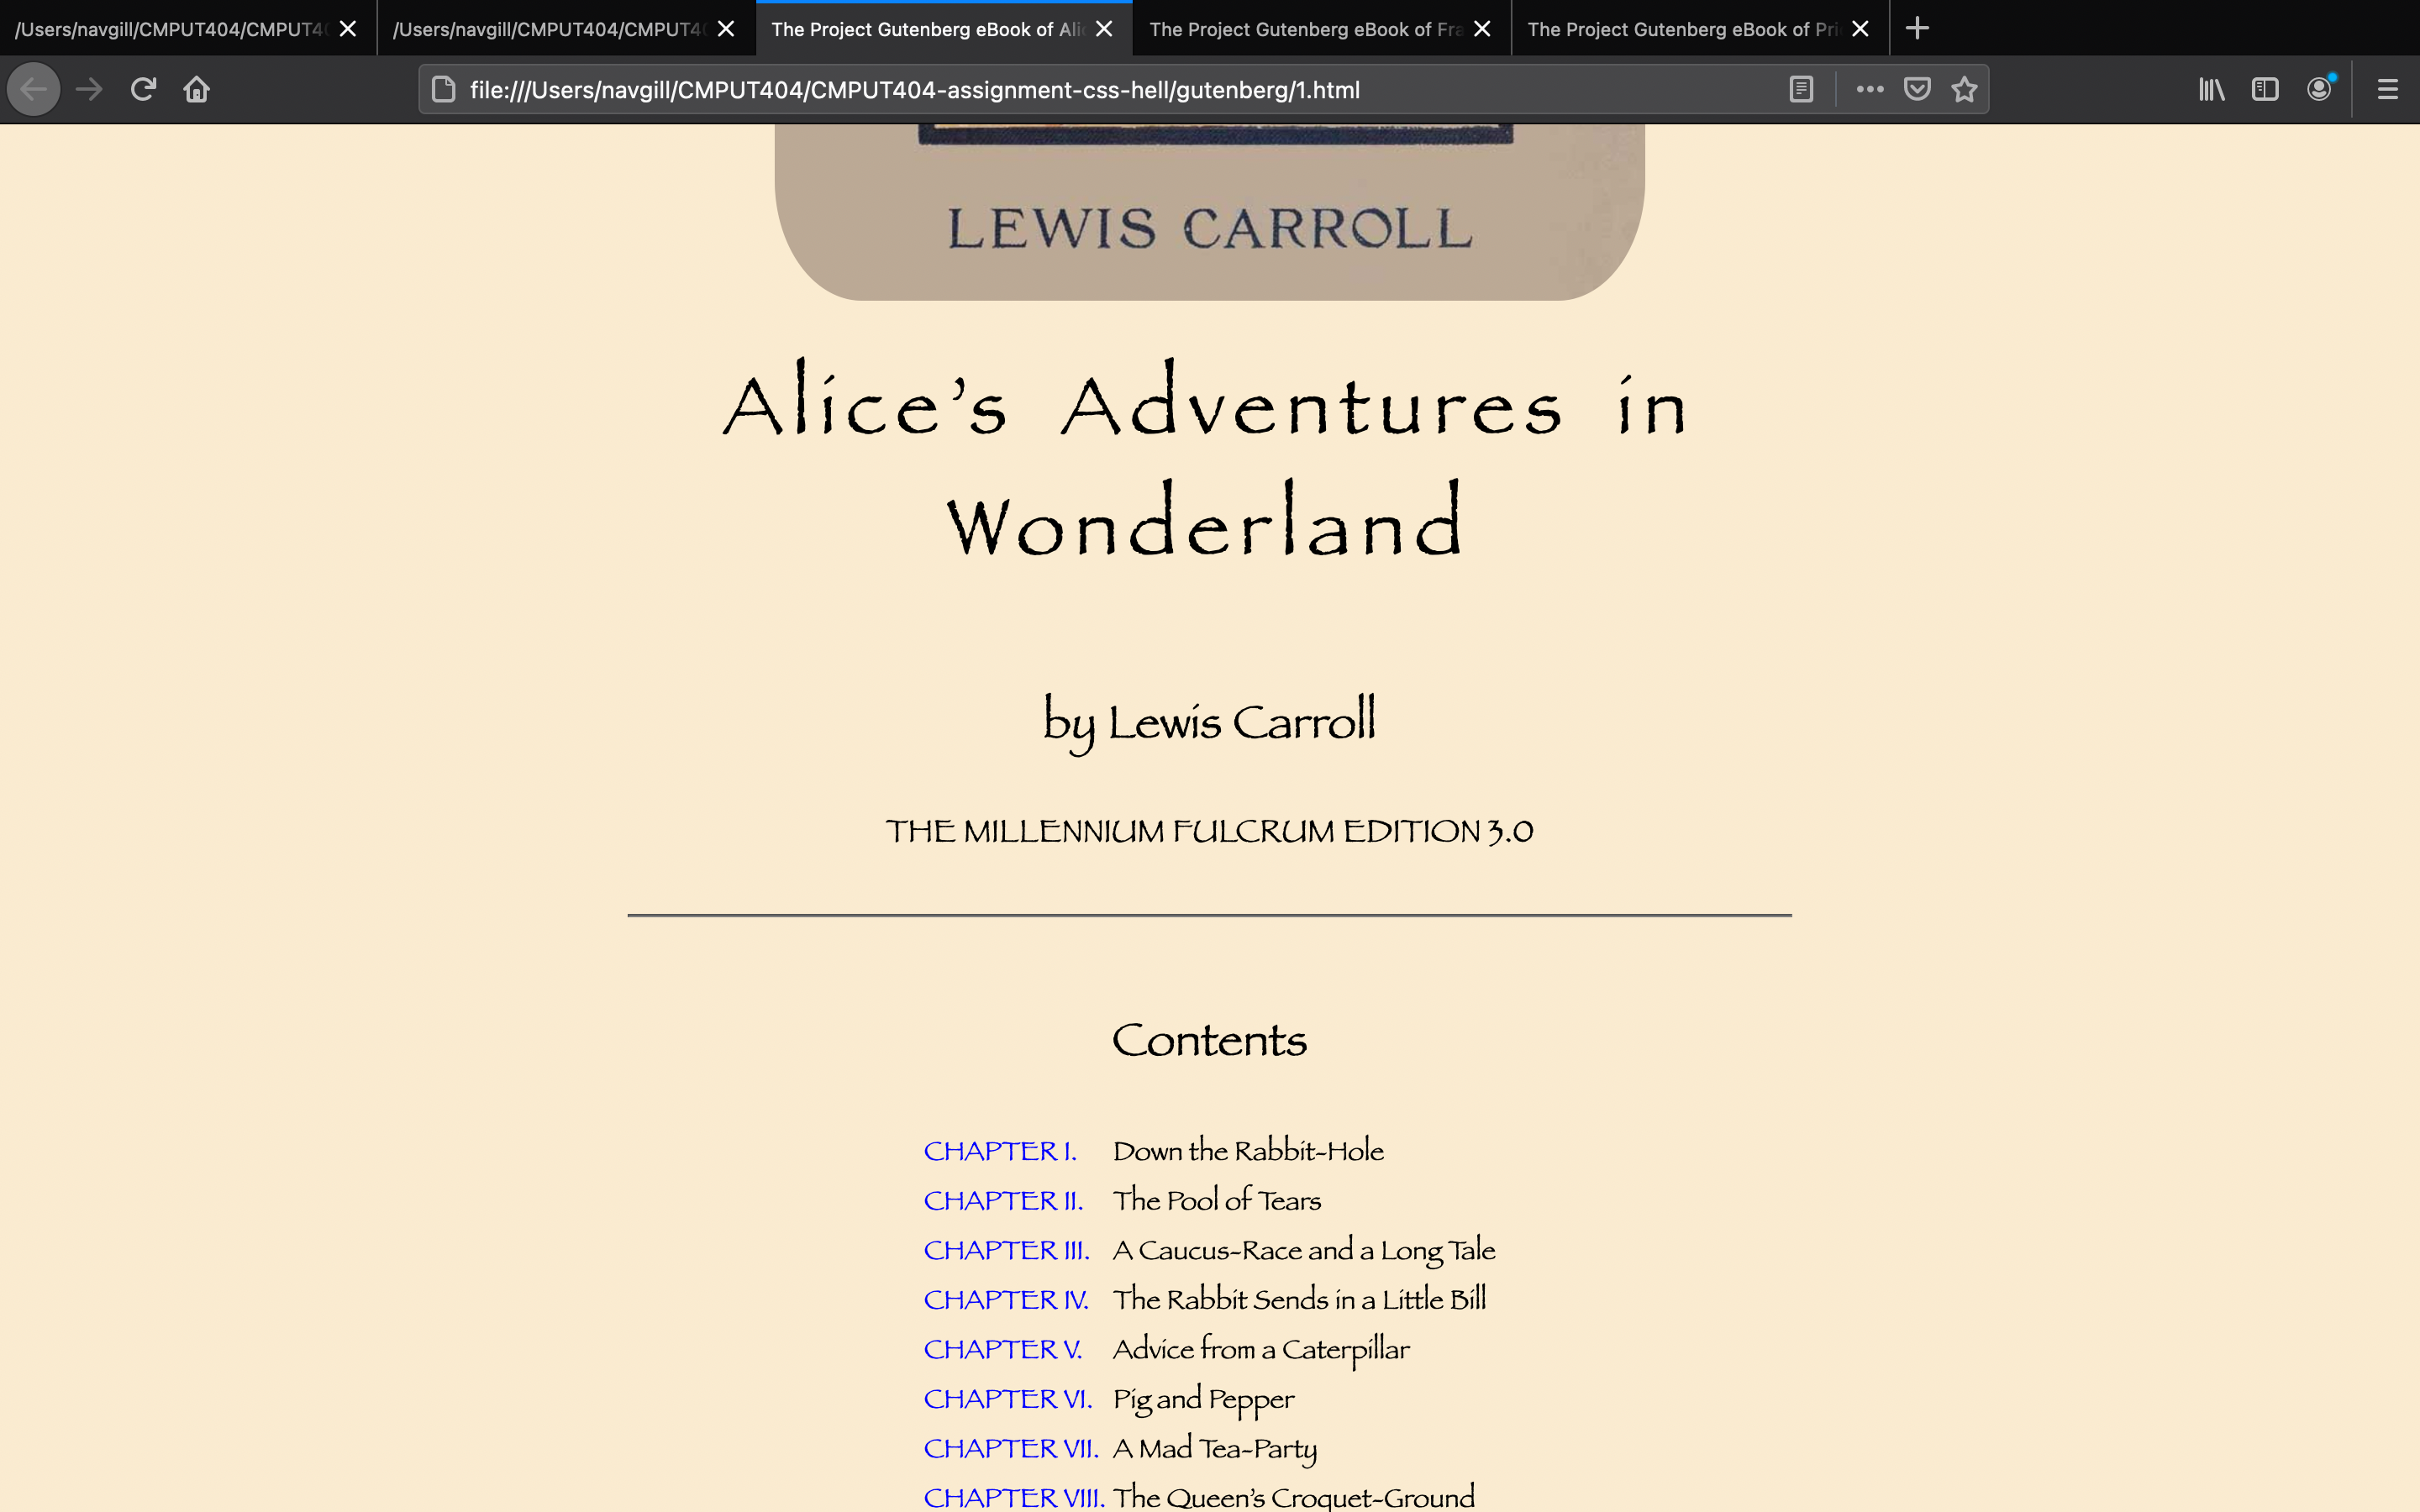 /Users/navgill/CMPUT404/CMPUT40
/Users/navgill/CMPUT404/CMPUT40
The Project Gutenberg eBook of Ali
The Project Gutenberg eBook of Fra
The Project Gutenberg eBook of Pri
file:///Users/navgill/CMPUT404/CMPUT404-assignment-css-hell/gutenberg/1.html
LEWIS CARROLL
Alice’s Adventures in
Wonderland
by Lewis Carroll
THE MILLENNIUM FULCRUM EDITION 3.0
Contents
CHAPTER I. Down the Rabbit-Hole
CHAPTER II. The Pool of Tears
CHAPTER III. A Caucus-Race and a Long Tale
CHAPTER IV. The Rabbit Sends in a Little Bill
CHAPTER V. Advice from a Caterpillar
CHAPTER VI. Pig and Pepper
CHAPTER VII. A Mad Tea-Party
CHAPTER VIII. The Queen’s Croquet-Ground